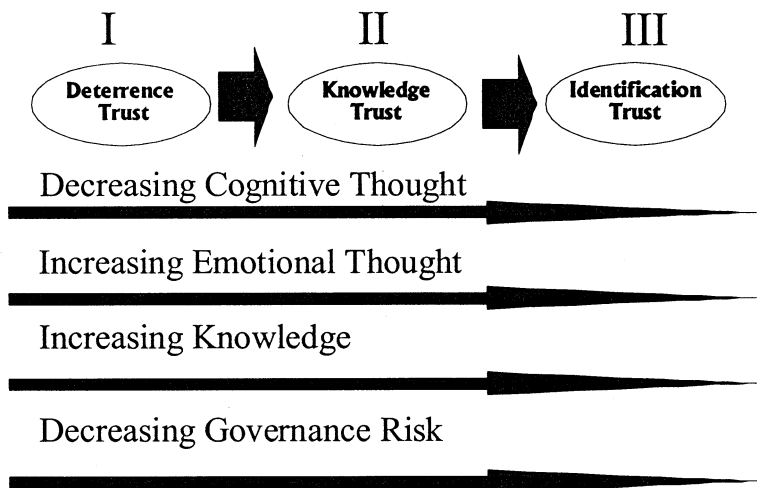 I II III
Deterrence Knowledge Identification
Trust Trust Trust
Decreasing Cognitive Thought
Increasing Emotional Thought
Increasing Knowledge
Decreasing Governance Risk